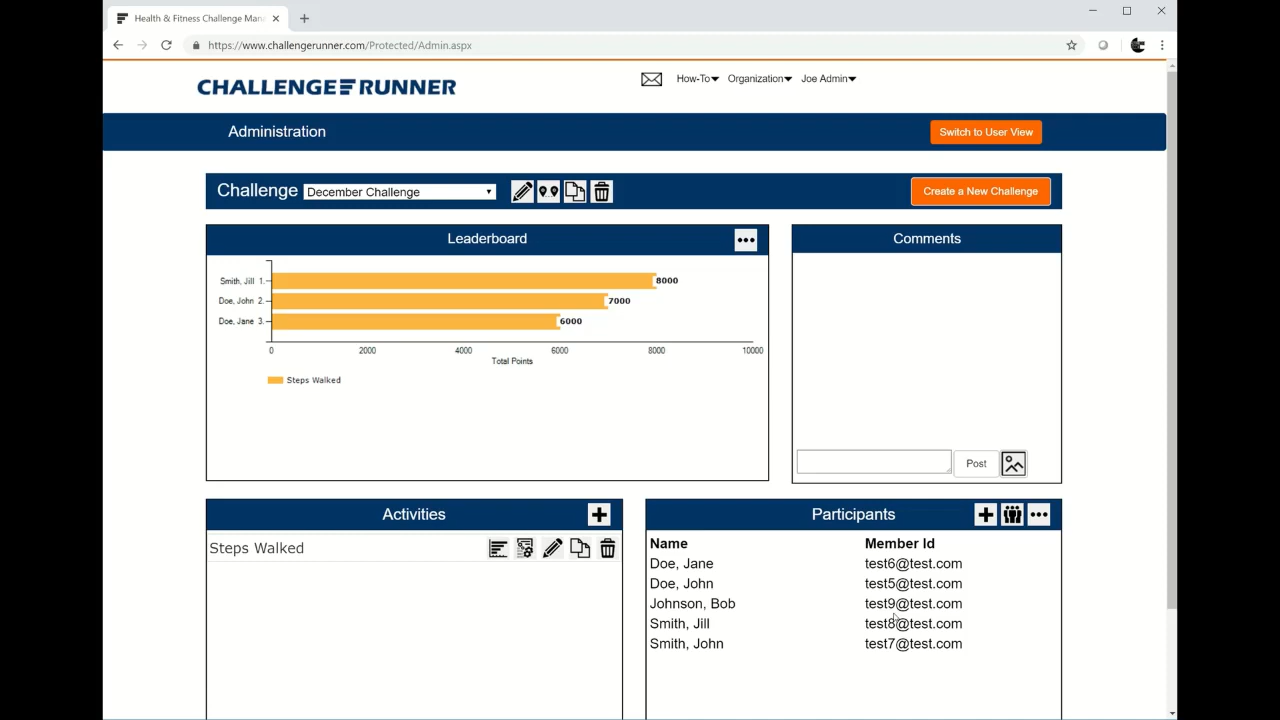 Health & Fitness Challenge Mana
https://www.challengerunner.com/Protected/Admin.aspx
CHALLENGE RUNNER
How-To Organization Joe Admin
Administration
Switch to User View
Challenge December Challenge
Create a New Challenge
Leaderboard
Comments
Smith, Jill 1. 8000
Doe, John 2. 7000
Doe, Jane 3. 6000
0 2000 4000 6000 8000 10000
Total Points
Steps Walked
Post
Activities
Participants
Steps Walked
Name Member Id
Doe, Jane test6@test.com
Doe, John test5@test.com
Johnson, Bob test9@test.com
Smith, Jill test8@test.com
Smith, John test7@test.com